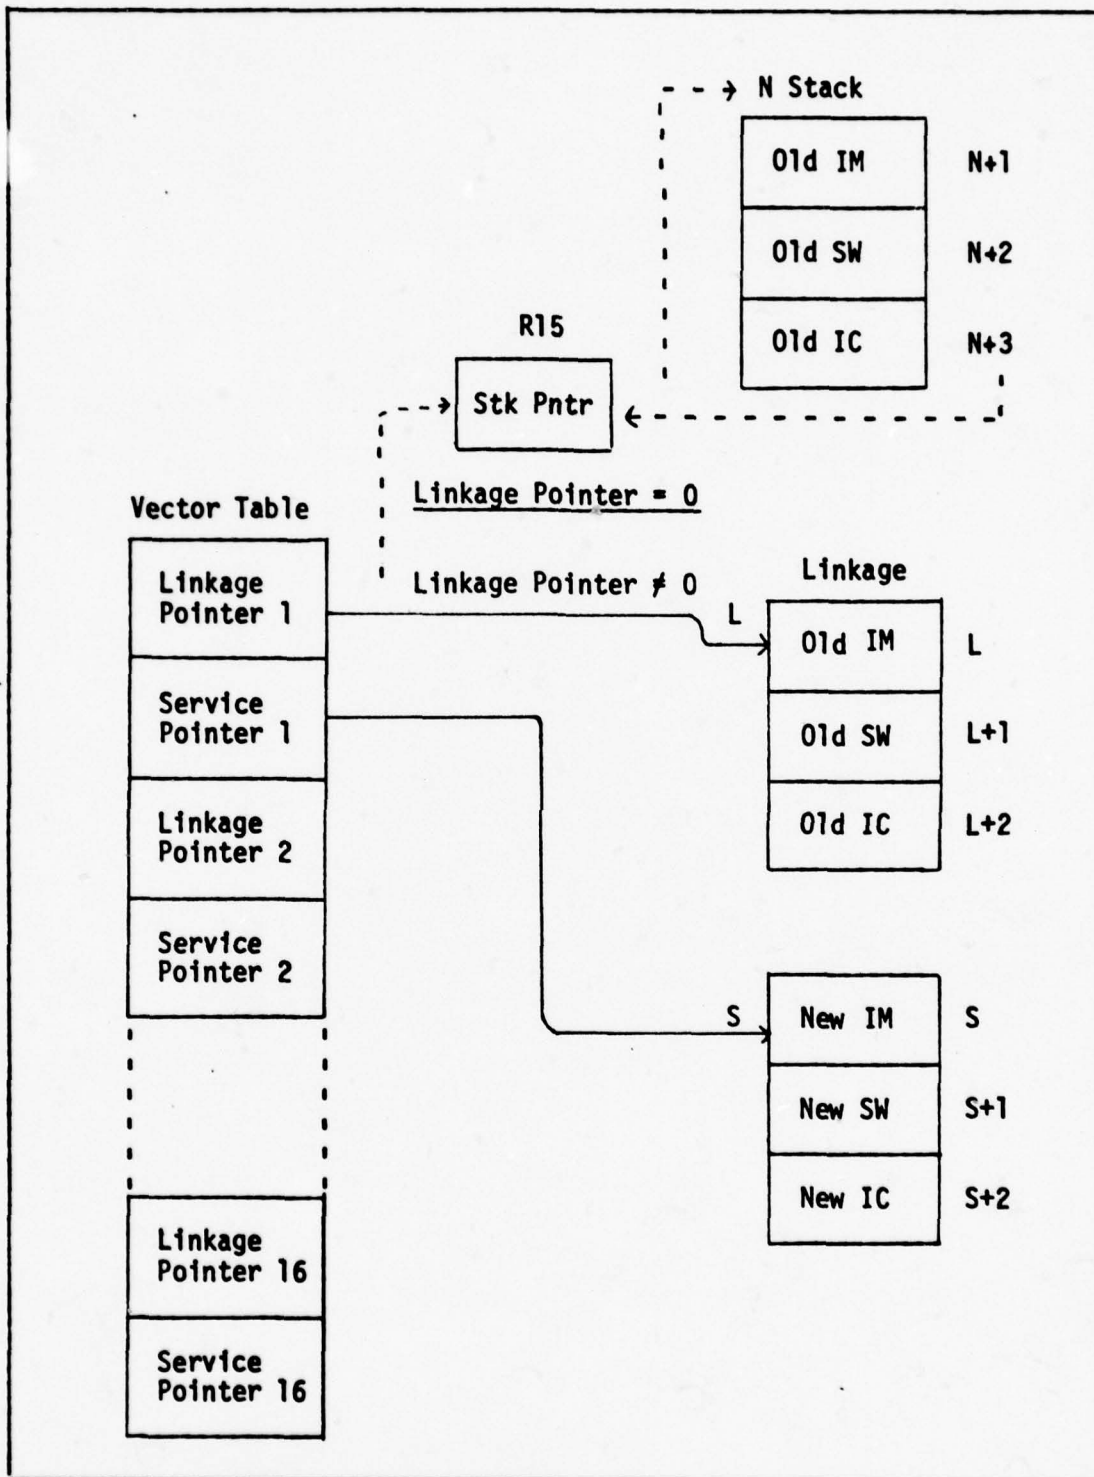 N Stack
Old IM N+1
Old SW N+2
Old IC N+3
R15
Stk Pntr
Linkage Pointer = 0
Vector Table
Linkage Pointer ≠ 0
Linkage
Linkage
Pointer 1
L
Old IM L
Service
Pointer 1
Old SW L+1
Linkage
Pointer 2
Old IC L+2
Service
Pointer 2
S
New IM S
New SW S+1
New IC S+2
Linkage
Pointer 16
Service
Pointer 16